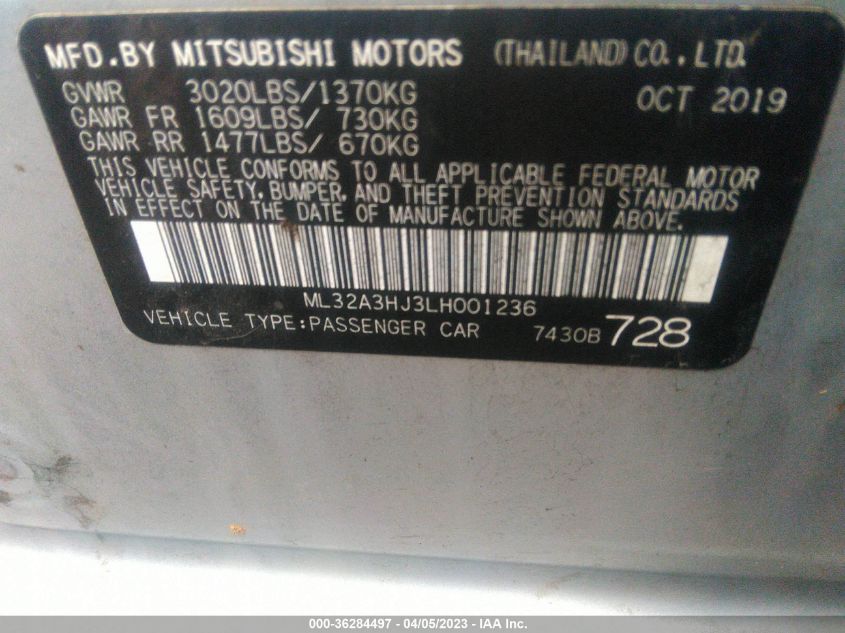 MFD.BY MITSUBISHI MOTORS (THAILAND) CO., LTD.
GVWR 3020LBS/1370KG OCT 2019
GAWR FR 1609LBS/ 730KG
GAWR RR 1477LBS/ 670KG
THIS VEHICLE CONFORMS TO ALL APPLICABLE FEDERAL MOTOR
VEHICLE SAFETY, BUMPER, AND THEFT PREVENTION STANDARDS
IN EFFECT ON THE DATE OF MANUFACTURE SHOWN ABOVE.
ML32A3HJ3LH001236
VEHICLE TYPE:PASSENGER CAR 7430B 728
000-36284497 - 04/05/2023 - IAA Inc.